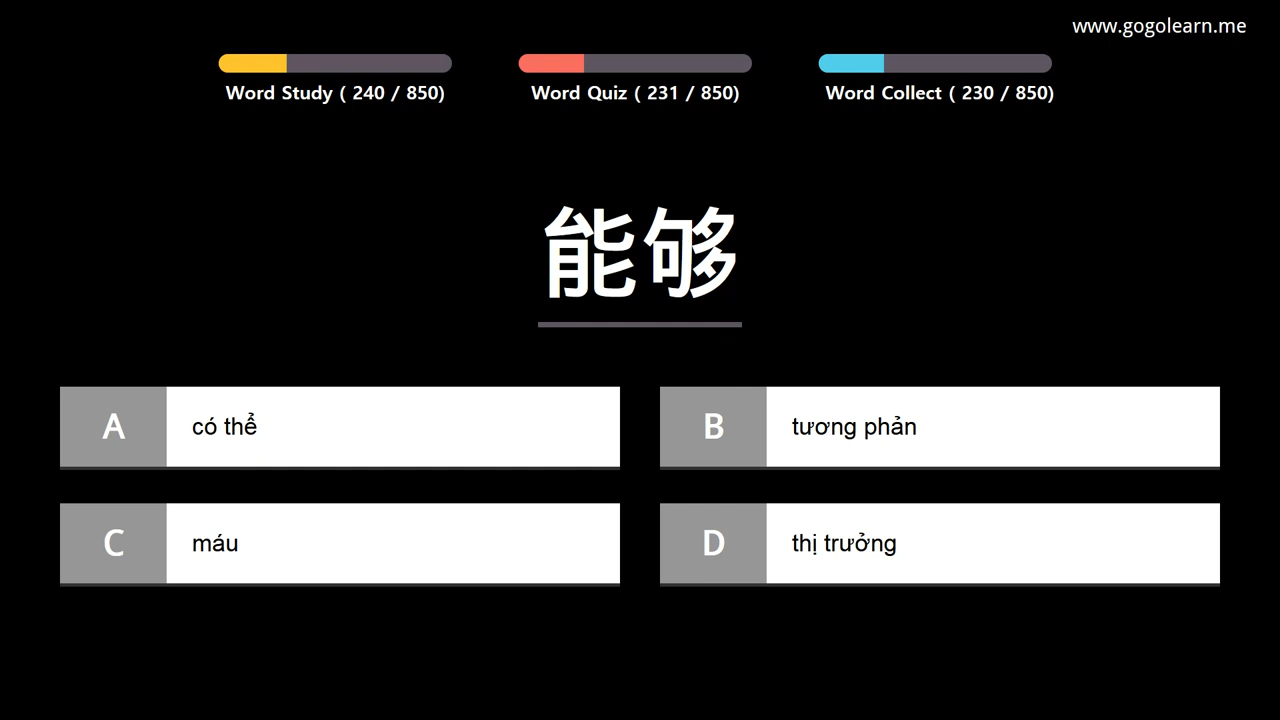 www.gogolearn.me
Word Study ( 240 / 850)
Word Quiz ( 231 / 850)
Word Collect ( 230 / 850)
能够
A có thể
B tương phản
C máu
D thị trưởng